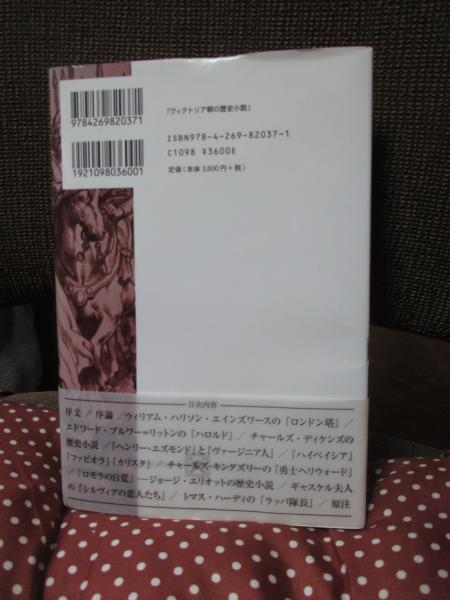 9784269820371
1921098036001
『ヴィクトリア朝の歴史小説』
ISBN978-4-269-82037-1
C1098 ¥3600E
定価(本体3,600円+税)
目次内容
序文／序論／ウィリアム・ハリソン・エインズワースの『ロンドン塔』／
エドワード・ブルワー=リットンの『ハロルド』／チャールズ・ディケンズの
歴史小説／『ヘンリー・エズモンド』と『ヴァージニア人』／『ハイペイシア』
『ファビオラ』『カリスタ』／チャールズ・キングズリーの『勇士ヘリウォード』
／『ロモラの自覚』──ジョージ・エリオットの歴史小説／ギャスケル夫人
の『シルヴィアの恋人たち』／トマス・ハーディの『ラッパ隊長』／原注